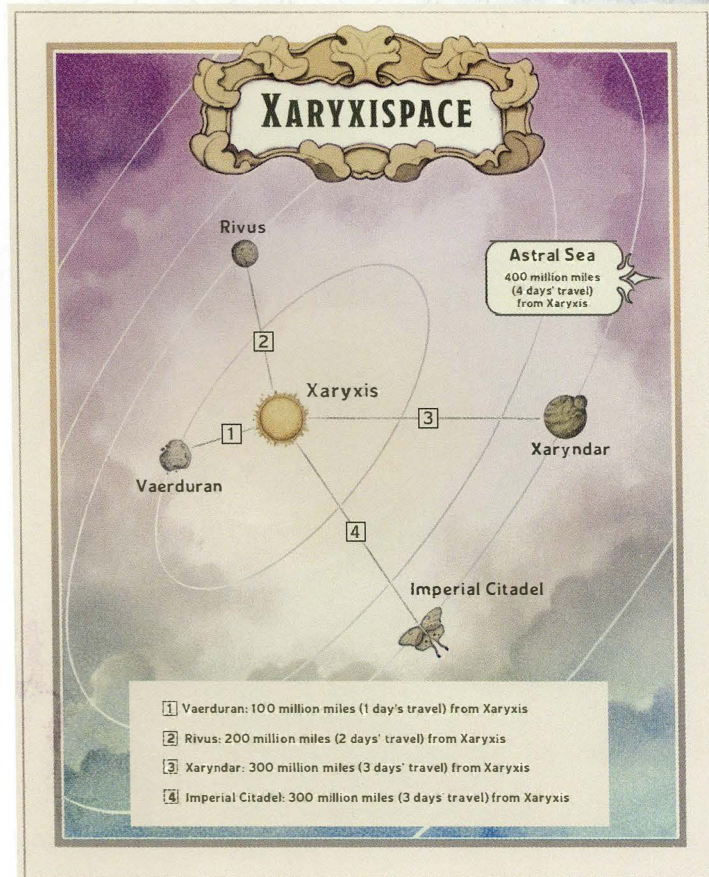 XARYXISPACE
Rivus
Astral Sea
400 million miles
(4 days' travel)
from Xaryxis
2
Xaryxis
3
1
Xaryndar
Vaerduran
4
Imperial Citadel
1 Vaerduran: 100 million miles (1 day's travel) from Xaryxis
2 Rivus: 200 million miles (2 days' travel) from Xaryxis
3 Xaryndar: 300 million miles (3 days' travel) from Xaryxis
4 Imperial Citadel: 300 million miles (3 days' travel) from Xaryxis